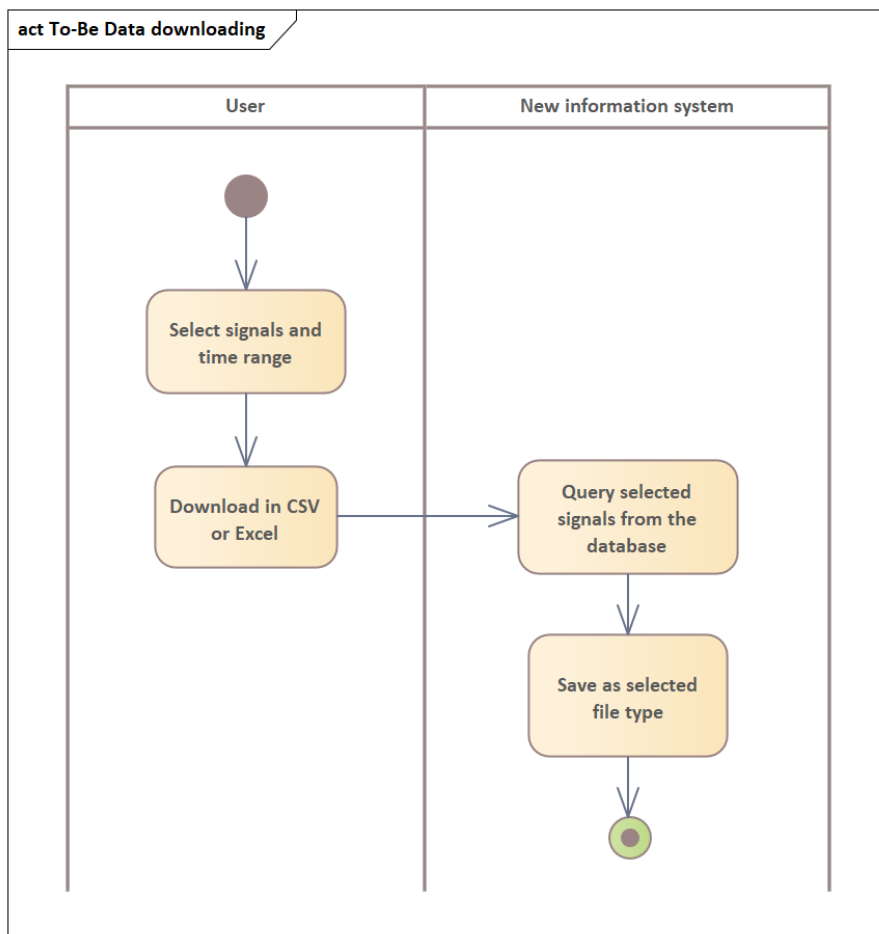 act To-Be Data downloading
User
New information system
Select signals and
time range
Download in CSV
or Excel
Query selected
signals from the
database
Save as selected
file type